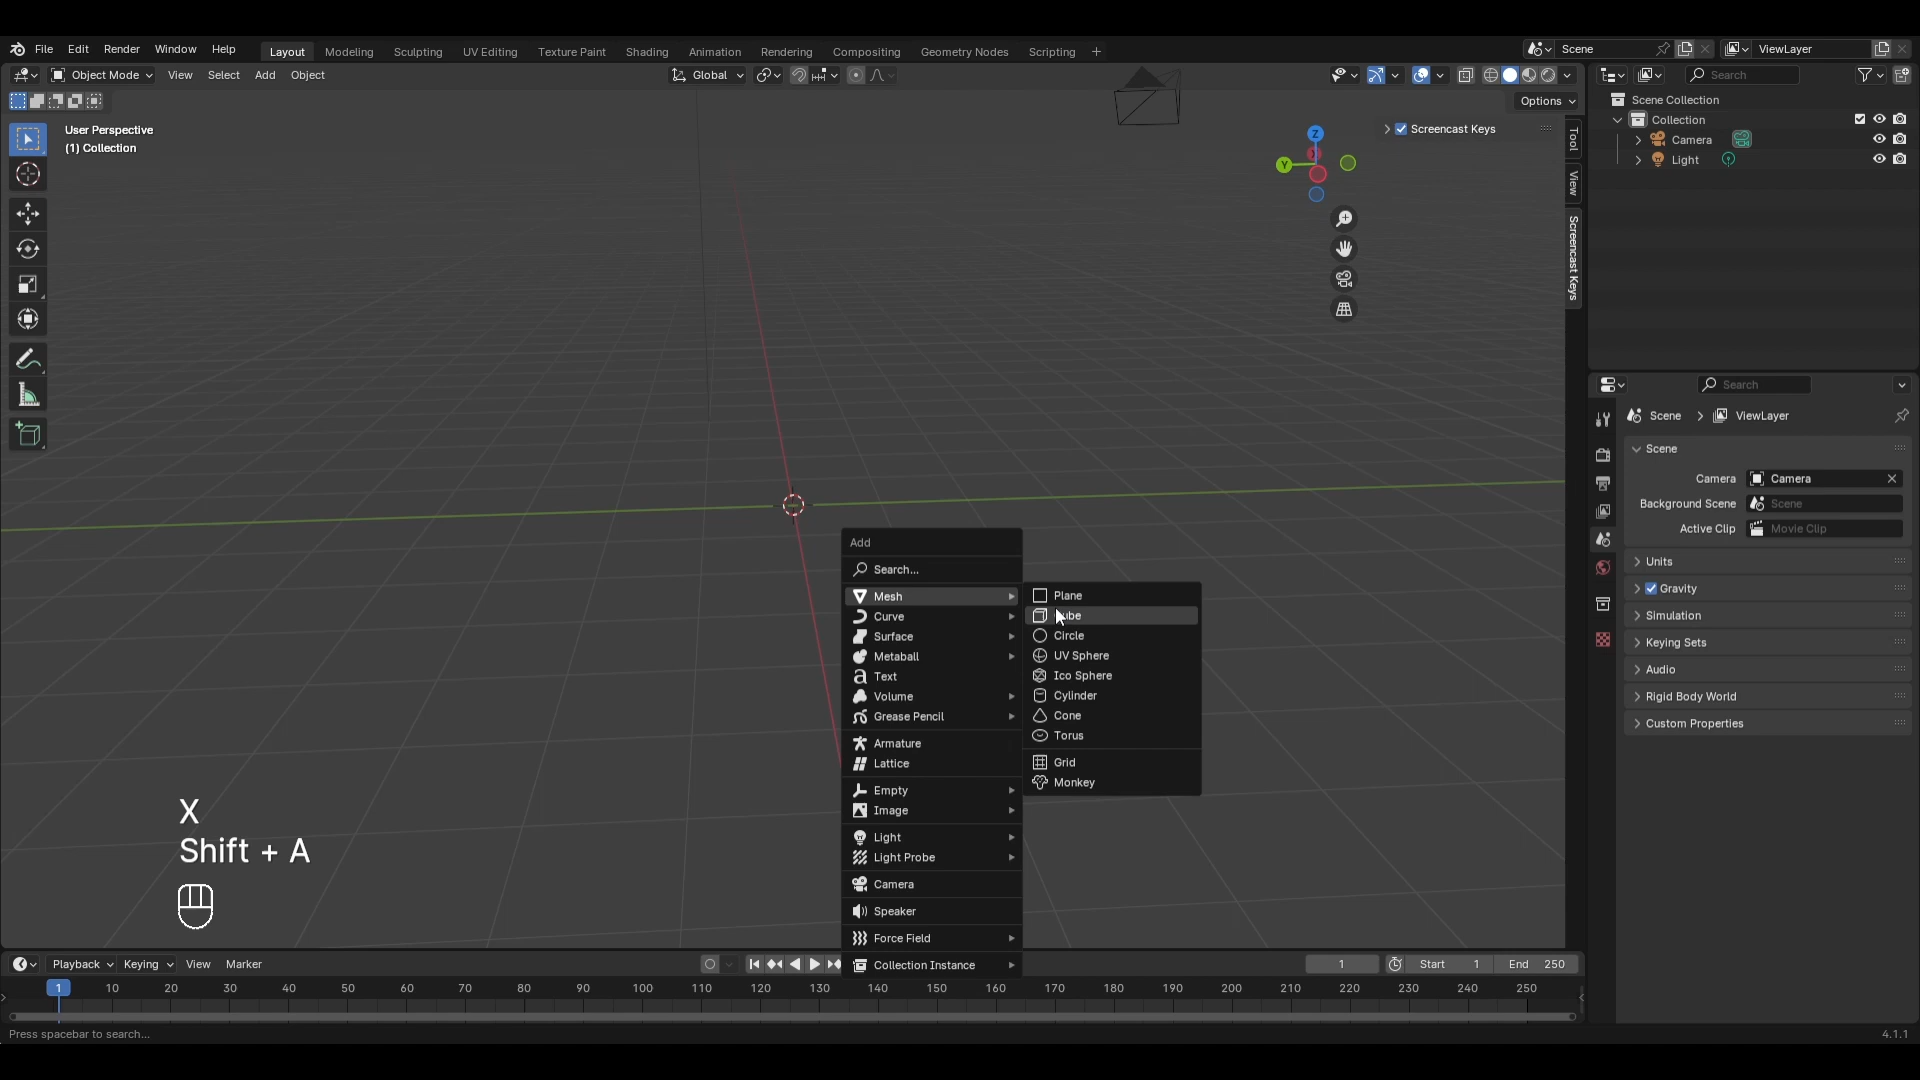 File Edit Render Window Help Layout Modeling Sculpting UV Editing Texture Paint Shading Animation Rendering Compositing Geometry Nodes Scripting + Scene ViewLayer
Object Mode View Select Add Object Global Search
Options
User Perspective
(1) Collection
Z
Y
Screencast Keys
Tool
View
Screencast Keys
Scene Collection
Collection
Camera
Light
Search
Scene ViewLayer
Scene
Camera Camera
Background Scene Scene
Active Clip Movie Clip
Units
Gravity
Simulation
Keying Sets
Audio
Rigid Body World
Custom Properties
Add
Search...
Mesh
Curve
Surface
Metaball
Text
Volume
Grease Pencil
Armature
Lattice
Empty
Image
Light
Light Probe
Camera
Speaker
Force Field
Collection Instance
Plane
Circle
UV Sphere
Ico Sphere
Cylinder
Cone
Torus
Grid
Monkey
X
Shift + A
Playback Keying View Marker 1 Start 1 End 250
1 10 20 30 40 50 60 70 80 90 100 110 120 130 140 150 160 170 180 190 200 210 220 230 240 250
Press spacebar to search... 4.1.1